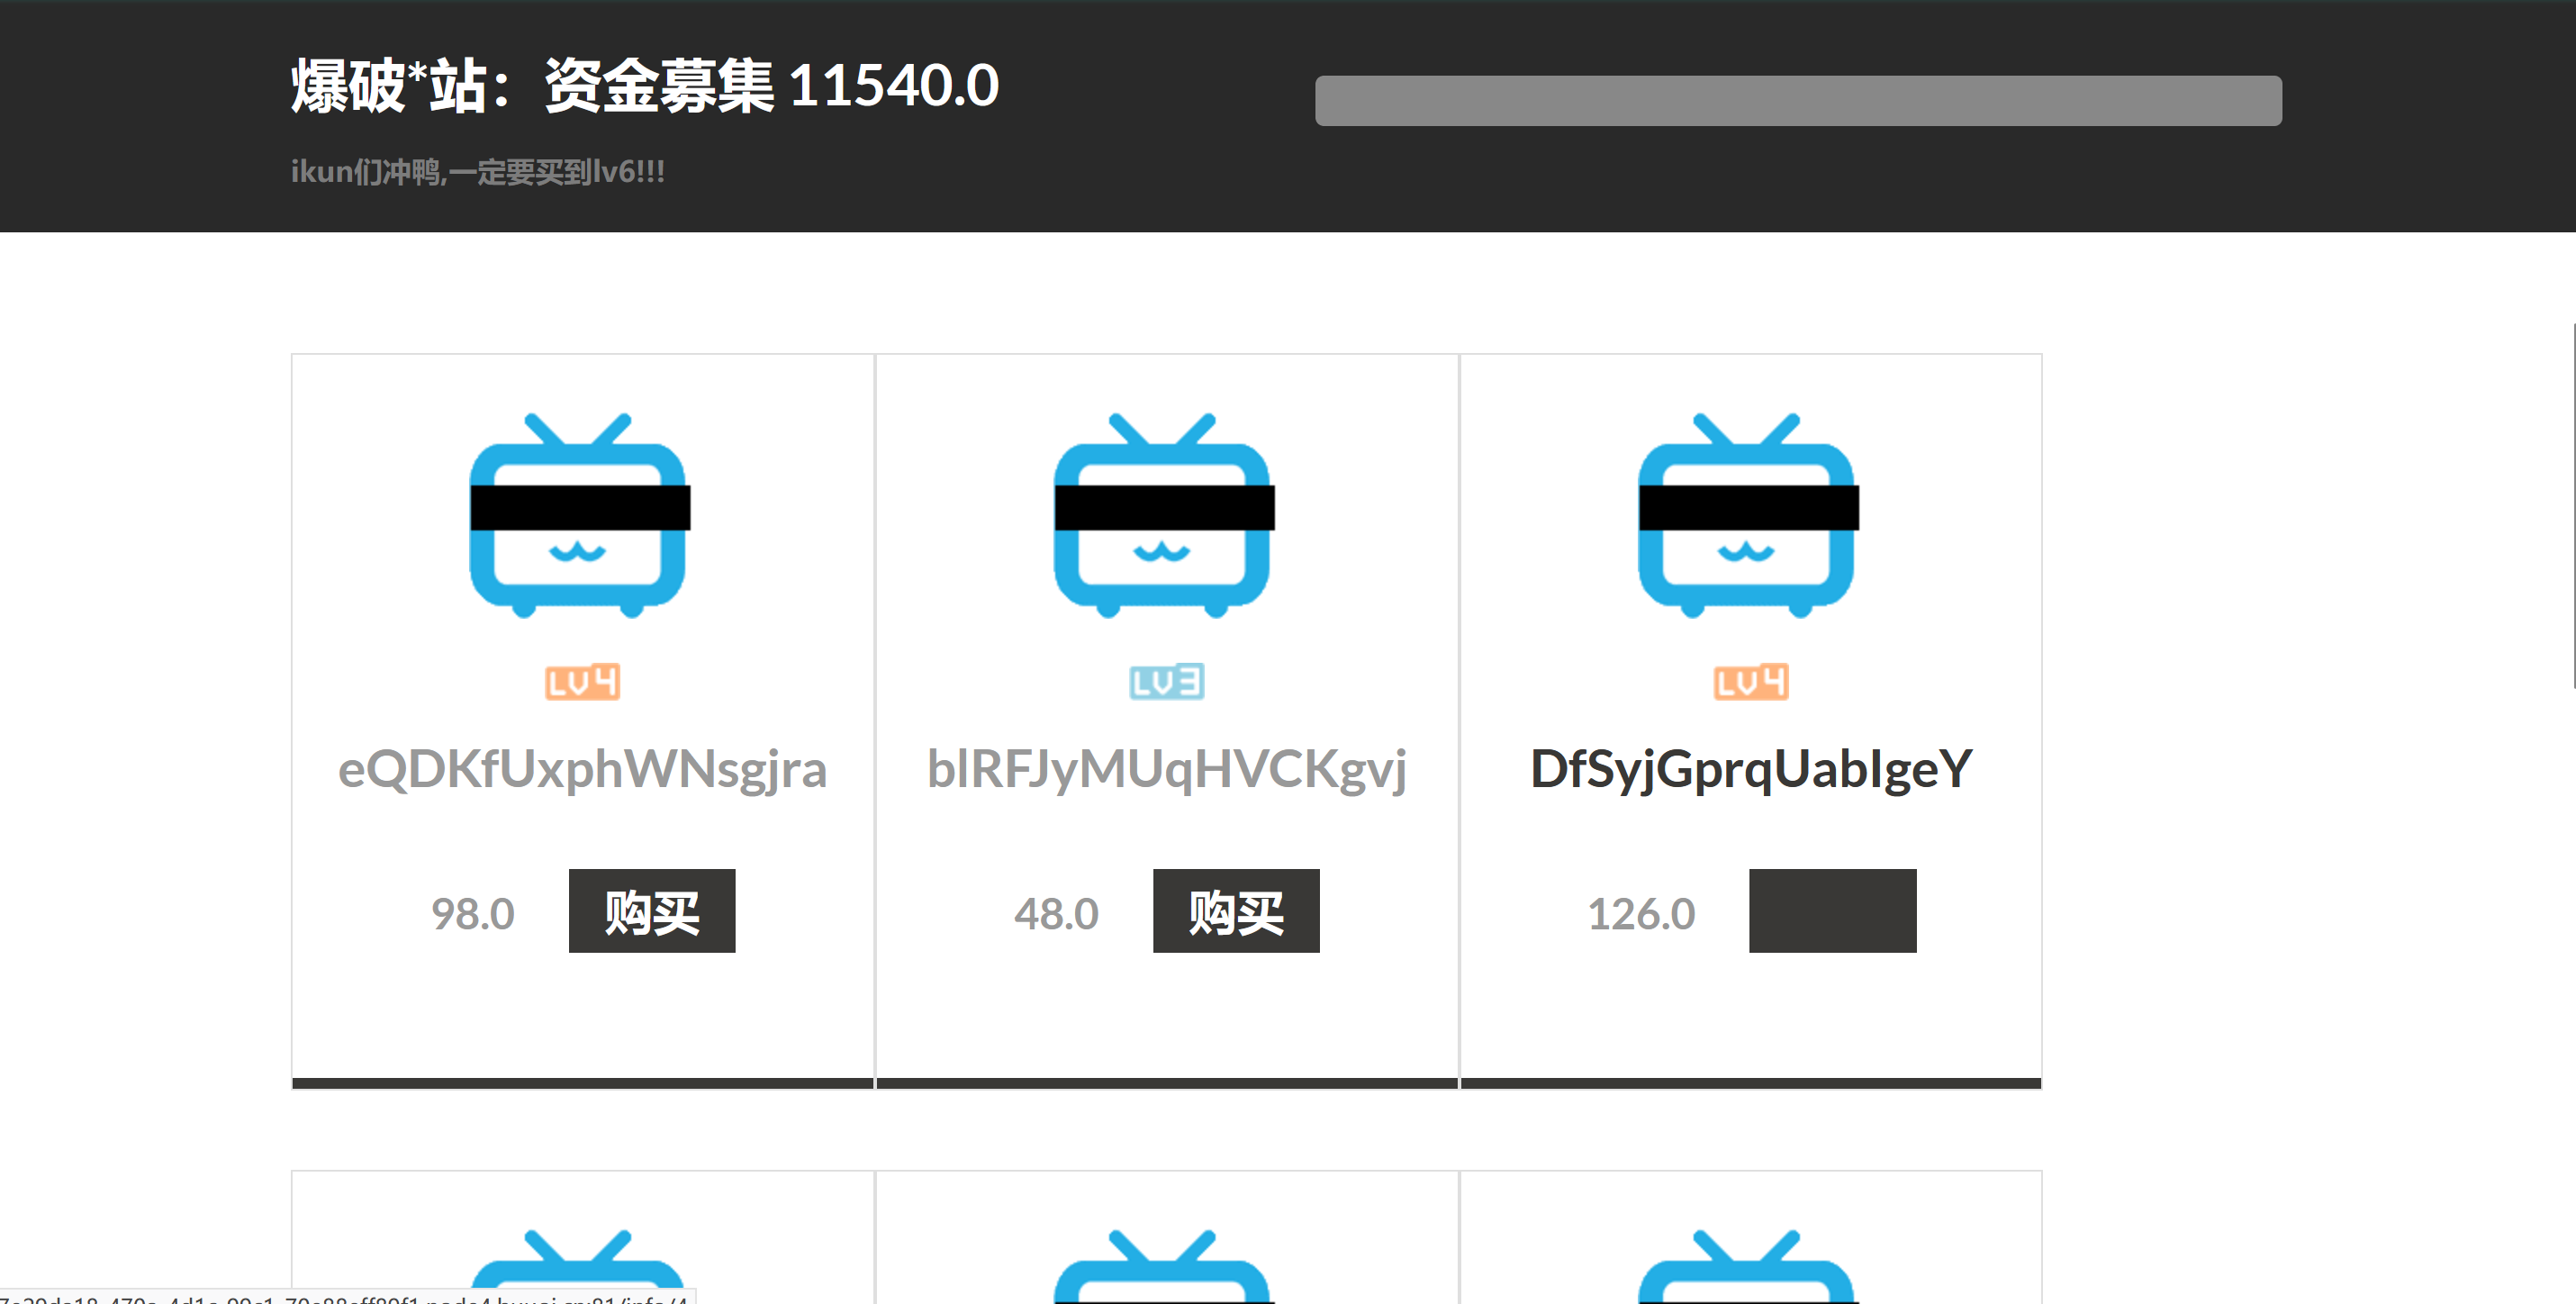 爆破*站：资金募集 11540.0
ikun们冲鸭,一定要买到lv6!!!
LV4
LV3
LV4
eQDKfUxphWNsgjra
blRFJyMUqHVCKgvj
DfSyjGprqUabIgeY
98.0 购买
48.0 购买
126.0